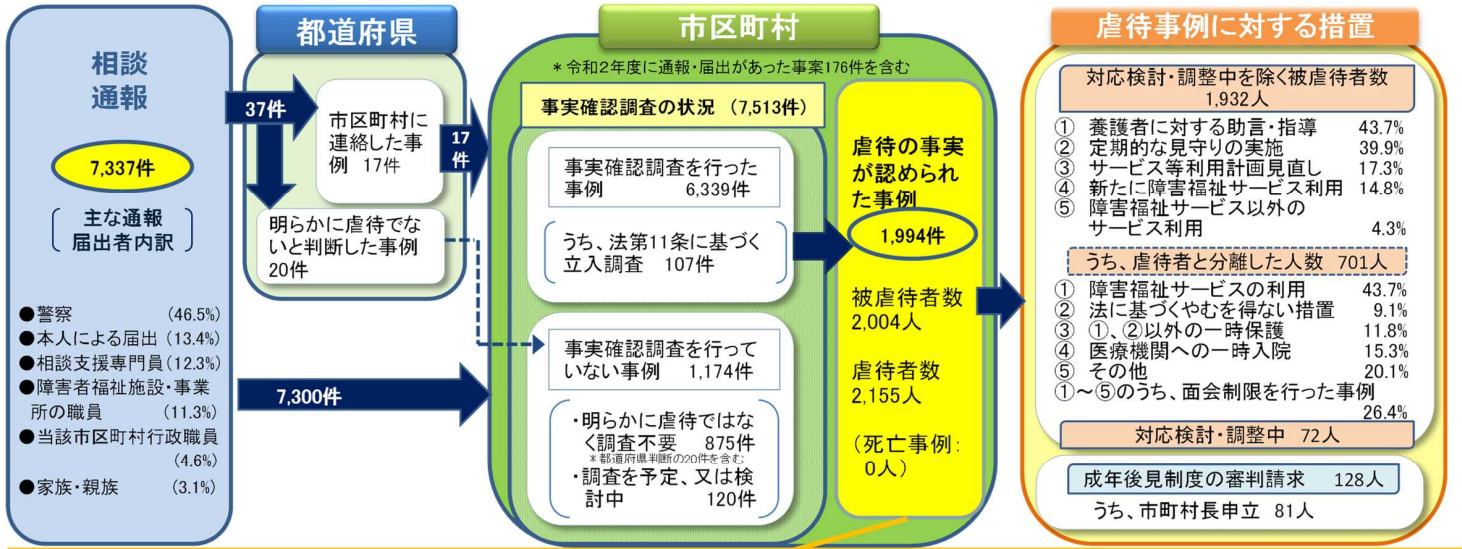 相談
通報
7,337件
主な通報
届出者内訳
●警察 (46.5%)
●本人による届出 (13.4%)
●相談支援専門員 (12.3%)
●障害者福祉施設・事業
所の職員 (11.3%)
●当該市区町村行政職員
(4.6%)
●家族・親族 (3.1%)
都道府県
37件
市区町村に
連絡した事
例 17件
明らかに虐待でな
いと判断した事例
20件
17
件
7,300件
市区町村
*令和2年度に通報・届出があった事案176件を含む
事実確認調査の状況 (7,513件)
事実確認調査を行った
事例 6,339件
うち、法第11条に基づく
立入調査 107件
事実確認調査を行って
いない事例 1,174件
・明らかに虐待ではな
く調査不要 875件
*都道府県判断の20件を含む
・調査を予定、又は検
討中 120件
虐待の事実
が認められ
た事例
1,994件
被虐待者数
2,004人
虐待者数
2,155人
(死亡事例:
0人)
虐待事例に対する措置
対応検討・調整中を除く被虐待者数
1,932人
① 養護者に対する助言・指導 43.7%
② 定期的な見守りの実施 39.9%
③ サービス等利用計画見直し 17.3%
④ 新たに障害福祉サービス利用 14.8%
⑤ 障害福祉サービス以外の
サービス利用 4.3%
うち、虐待者と分離した人数 701人
① 障害福祉サービスの利用 43.7%
② 法に基づくやむを得ない措置 9.1%
③ ①、②以外の一時保護 11.8%
④ 医療機関への一時入院 15.3%
⑤ その他 20.1%
①~⑤のうち、面会制限を行った事例
26.4%
対応検討・調整中 72人
成年後見制度の審判請求 128人
うち、市町村長申立 81人